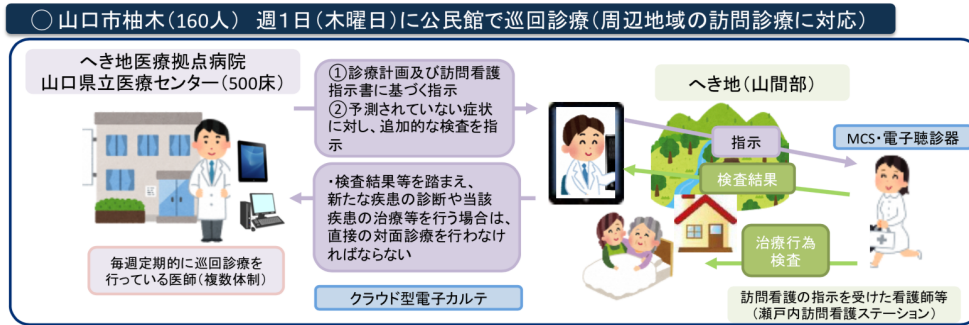 ○ 山口市柚木(160人) 週1日(木曜日)に公民館で巡回診療(周辺地域の訪問診療に対応)
へき地医療拠点病院
山口県立医療センター(500床)
①診療計画及び訪問看護
指示書に基づく指示
②予測されていない症状
に対し、追加的な検査を指
示
へき地(山間部)
MCS・電子聴診器
指示
検査結果
・検査結果等を踏まえ、
新たな疾患の診断や当該
疾患の治療等を行う場合は、
直接の対面診療を行わなけ
ればならない
治療行為
検査
毎週定期的に巡回診療を
行っている医師(複数体制)
クラウド型電子カルテ
訪問看護の指示を受けた看護師等
(瀬戸内訪問看護ステーション)